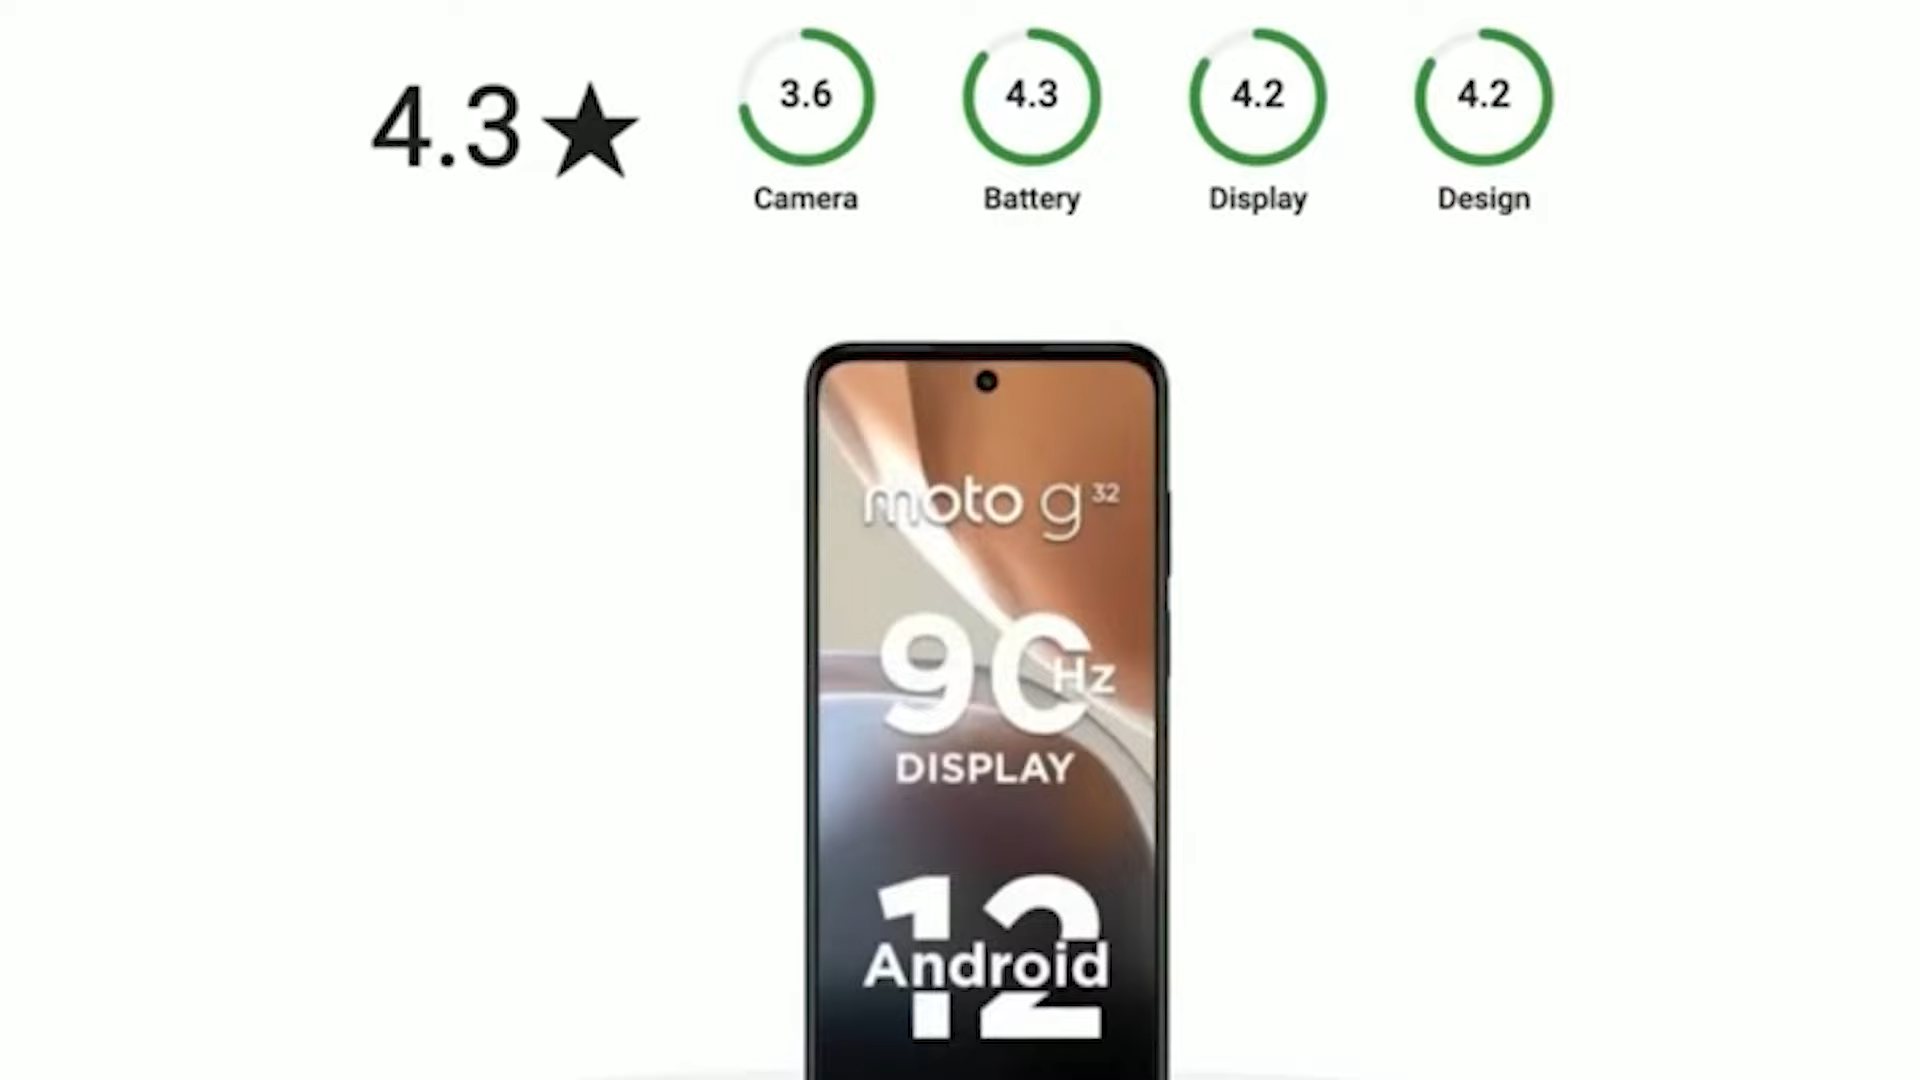 4.3★
3.6
4.3
4.2
4.2
Camera
Battery
Display
Design
moto g32
90Hz
DISPLAY
12
Android